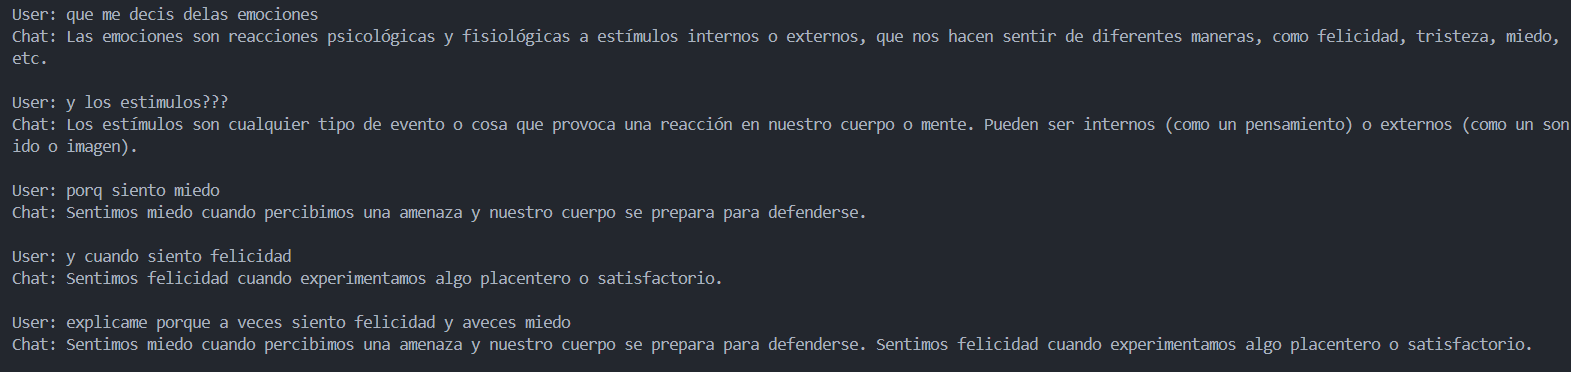 User: que me decis delas emociones
Chat: Las emociones son reacciones psicológicas y fisiológicas a estímulos internos o externos, que nos hacen sentir de diferentes maneras, como felicidad, tristeza, miedo,
etc.
User: y los estimulos???
Chat: Los estímulos son cualquier tipo de evento o cosa que provoca una reacción en nuestro cuerpo o mente. Pueden ser internos (como un pensamiento) o externos (como un son
ido o imagen).
User: porq siento miedo
Chat: Sentimos miedo cuando percibimos una amenaza y nuestro cuerpo se prepara para defenderse.
User: y cuando siento felicidad
Chat: Sentimos felicidad cuando experimentamos algo placentero o satisfactorio.
User: explicame porque a veces siento felicidad y aveces miedo
Chat: Sentimos miedo cuando percibimos una amenaza y nuestro cuerpo se prepara para defenderse. Sentimos felicidad cuando experimentamos algo placentero o satisfactorio.